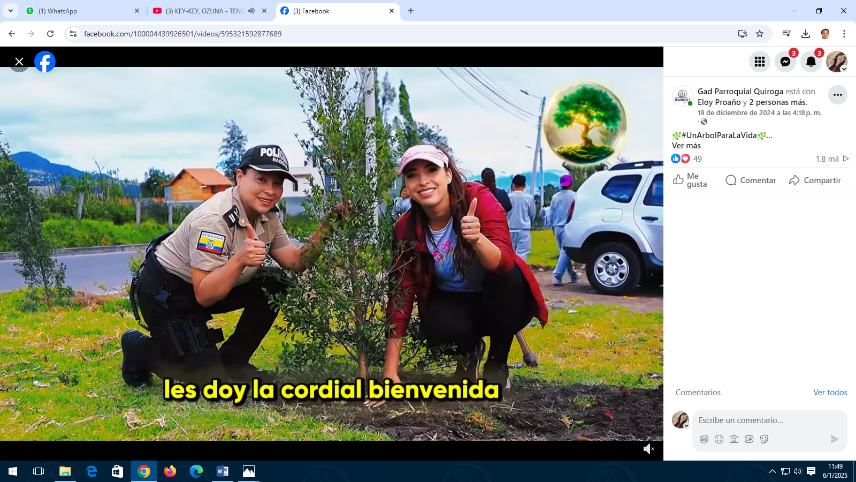 (1) WhatsApp
(3) KEY-KEY, OZUNA - TEN
(3) Facebook
facebook.com/100004439926501/videos/595321592877689
3
3
POLI
les doy la cordial bienvenida
Gad Parroquial Quiroga está con
Eloy Proaño y 2 personas más.
19 de diciembre de 2024 a las 4:18 p. m.
#UnArbolParaLaVida...
Ver más
49
1.8 mil
Me gusta
Comentar
Compartir
Comentarios
Ver todos
Escribe un comentario...
11:49
6/1/2025